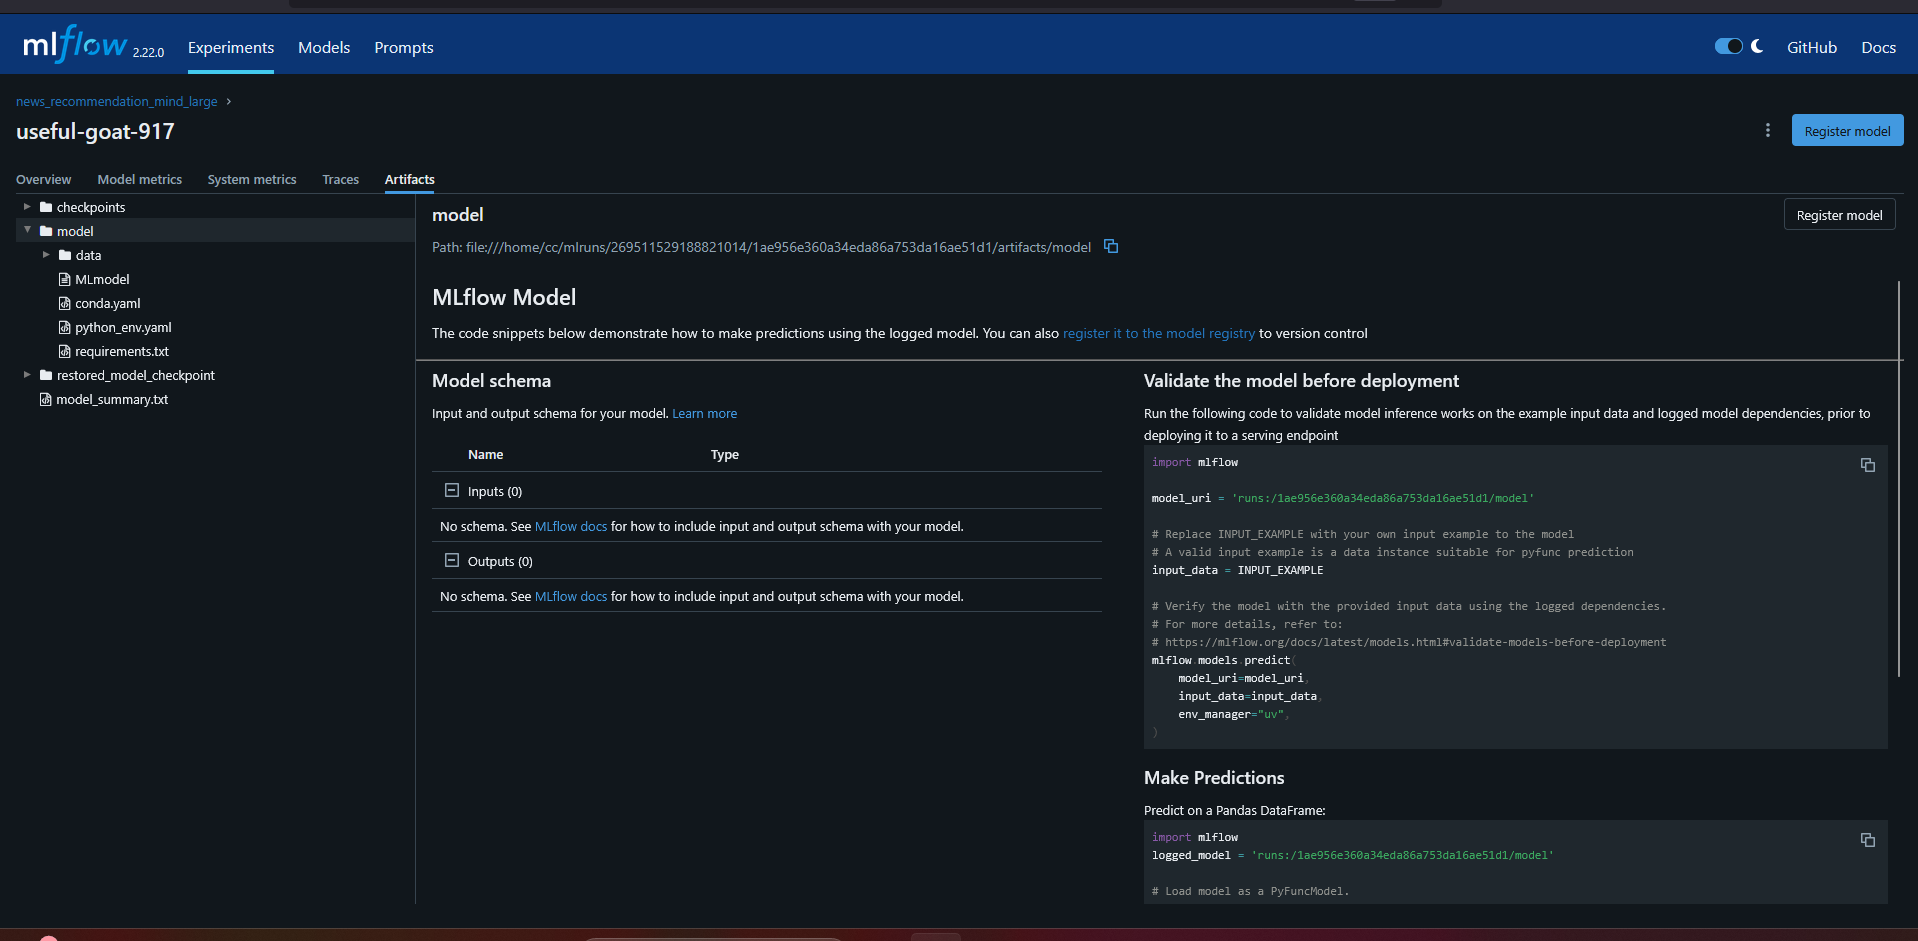 mlflow 2.22.0 Experiments Models Prompts GitHub Docs
news_recommendation_mind_large
useful-goat-917
Register model
Overview Model metrics System metrics Traces Artifacts
checkpoints
model
data
MLmodel
conda.yaml
python_env.yaml
requirements.txt
restored_model_checkpoint
model_summary.txt
model
Register model
Path: file:///home/cc/mlruns/269511529188821014/1ae956e360a34eda86a753da16ae51d1/artifacts/model
MLflow Model
The code snippets below demonstrate how to make predictions using the logged model. You can also register it to the model registry to version control
Model schema
Input and output schema for your model. Learn more
Name Type
Inputs (0)
No schema. See MLflow docs for how to include input and output schema with your model.
Outputs (0)
No schema. See MLflow docs for how to include input and output schema with your model.
Validate the model before deployment
Run the following code to validate model inference works on the example input data and logged model dependencies, prior to
deploying it to a serving endpoint
import mlflow
model_uri = 'runs:/1ae956e360a34eda86a753da16ae51d1/model'
# Replace INPUT_EXAMPLE with your own input example to the model
# A valid input example is a data instance suitable for pyfunc prediction
input_data = INPUT_EXAMPLE
# Verify the model with the provided input data using the logged dependencies.
# For more details, refer to:
# https://mlflow.org/docs/latest/models.html#validate-models-before-deployment
mlflow.models.predict(
model_uri=model_uri,
input_data=input_data,
env_manager="uv",
)
Make Predictions
Predict on a Pandas DataFrame:
import mlflow
logged_model = 'runs:/1ae956e360a34eda86a753da16ae51d1/model'
# Load model as a PyFuncModel.